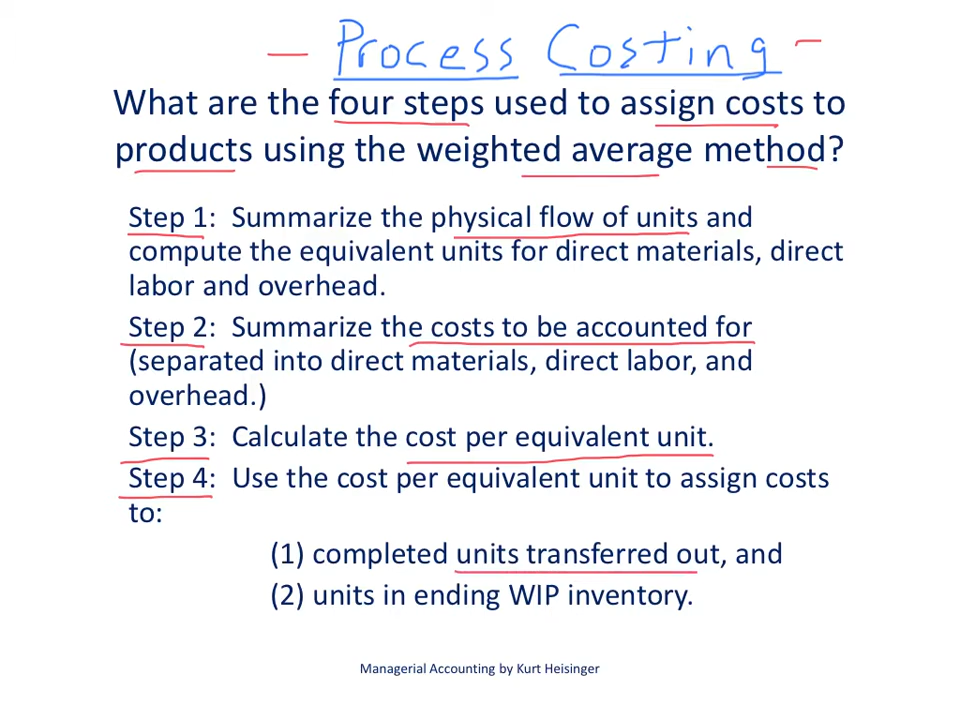 - Process Costing -
What are the four steps used to assign costs to
products using the weighted average method?
Step 1: Summarize the physical flow of units and
compute the equivalent units for direct materials, direct
labor and overhead.
Step 2: Summarize the costs to be accounted for
(separated into direct materials, direct labor, and
overhead.)
Step 3: Calculate the cost per equivalent unit.
Step 4: Use the cost per equivalent unit to assign costs
to:
(1) completed units transferred out, and
(2) units in ending WIP inventory.
Managerial Accounting by Kurt Heisinger